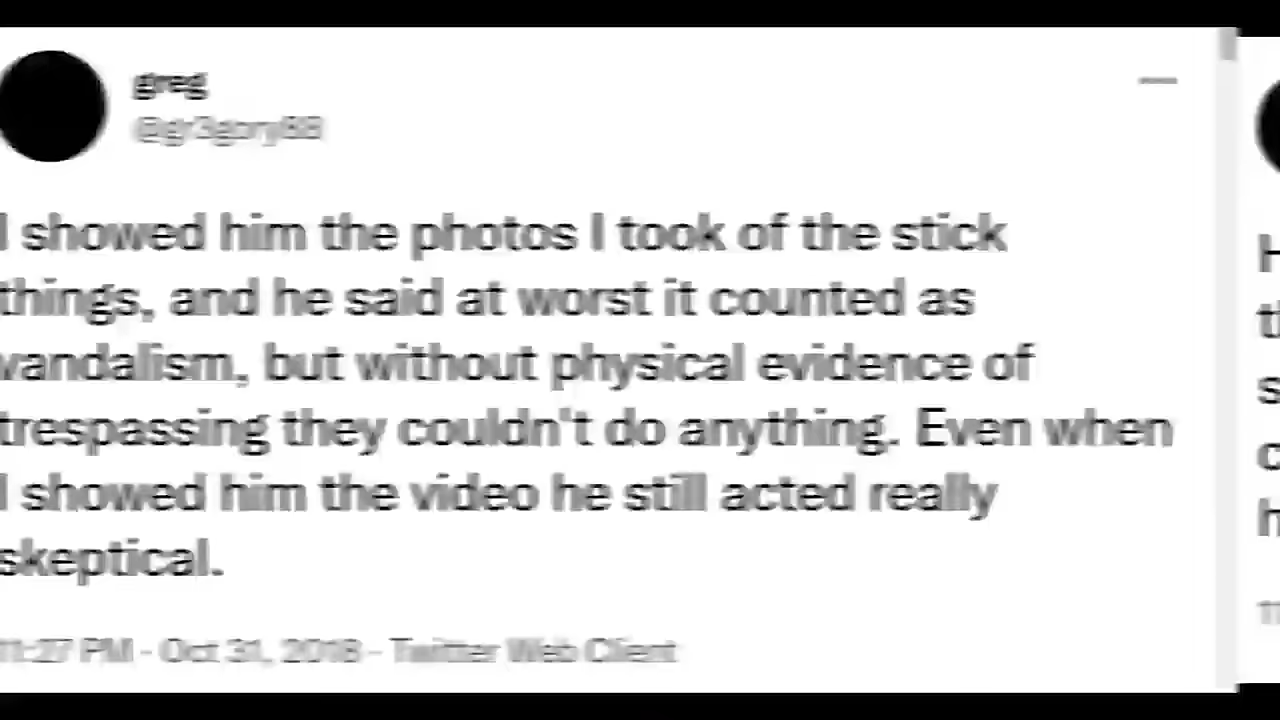 greg
@gr3gory88
I showed him the photos I took of the stick
things, and he said at worst it counted as
vandalism, but without physical evidence of
trespassing they couldn't do anything. Even when
I showed him the video he still acted really
skeptical.
11:27 PM · Oct 31, 2018 · Twitter Web Client